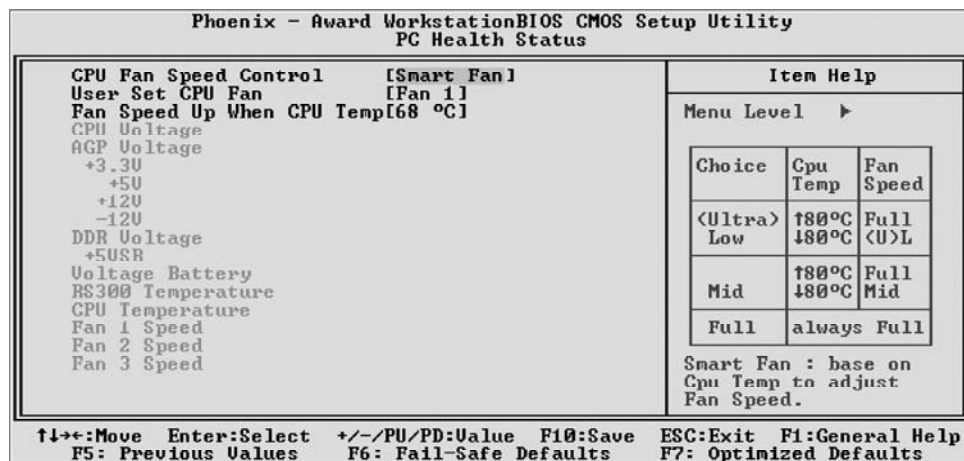 Phoenix - Award WorkstationBIOS CMOS Setup Utility
PC Health Status
CPU Fan Speed Control [Smart Fan]
User Set CPU Fan [Fan 1]
Fan Speed Up When CPU Temp[68 ºC]
CPU Voltage
AGP Voltage
+3.3V
+5V
+12V
-12V
DDR Voltage
+5VSB
Voltage Battery
RS300 Temperature
CPU Temperature
Fan 1 Speed
Fan 2 Speed
Fan 3 Speed
Item Help
Menu Level
Choice Cpu Fan
Temp Speed
<Ultra> ↑80ºC Full
Low ↓80ºC <U>L
↑80ºC Full
Mid ↓80ºC Mid
Full always Full
Smart Fan : base on
Cpu Temp to adjust
Fan Speed.
↑↓→←:Move Enter:Select +/-/PU/PD:Value F10:Save ESC:Exit F1:General Help
F5: Previous Values F6: Fail-Safe Defaults F7: Optimized Defaults